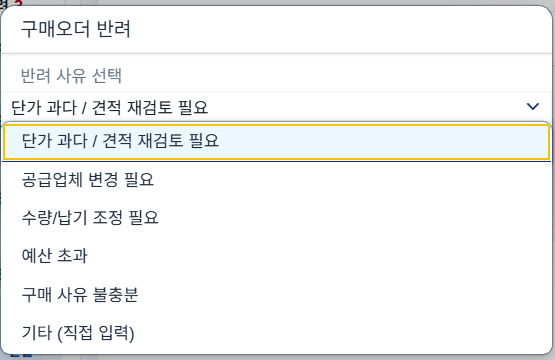 구매오더 반려
반려 사유 선택
단가 과다 / 견적 재검토 필요
단가 과다 / 견적 재검토 필요
공급업체 변경 필요
수량/납기 조정 필요
예산 초과
구매 사유 불충분
기타 (직접 입력)